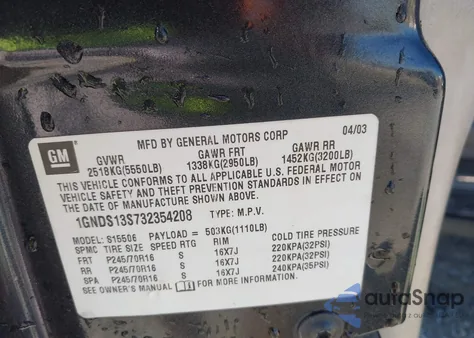 MFD BY GENERAL MOTORS CORP 04/03
GM
GVWR GAWR FRT GAWR RR
2518KG(5550LB) 1338KG(2950LB) 1452KG(3200LB)
THIS VEHICLE CONFORMS TO ALL APPLICABLE U.S. FEDERAL MOTOR
VEHICLE SAFETY AND THEFT PREVENTION STANDARDS IN EFFECT ON
THE DATE OF MANUFACTURE SHOWN ABOVE.
1GNDS13S732354208 TYPE: M.P.V.
MODEL: S15506 PAYLOAD = 503KG(1110LB)
SPMC TIRE SIZE SPEED RTG RIM COLD TIRE PRESSURE
FRT P245/70R16 S 16X7J 220KPA(32PSI)
RR P245/70R16 S 16X7J 220KPA(32PSI)
SPA P245/70R16 S 16X7J 240KPA(35PSI)
SEE OWNER'S MANUAL FOR ADDITIONAL INFORMATION
autoSnap